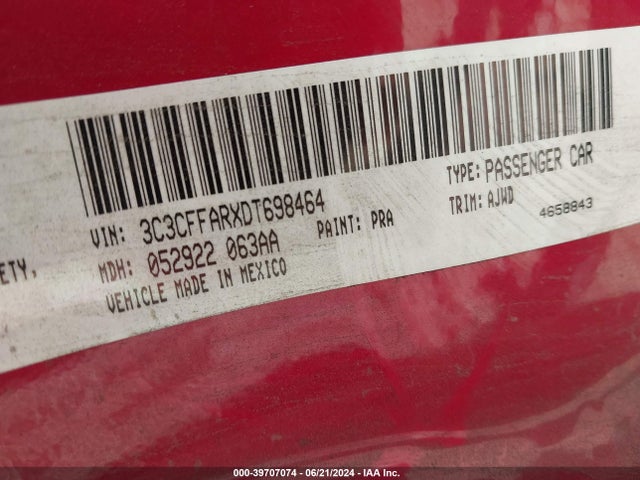 VIN: 3C3CFFARXDT698464 TYPE: PASSENGER CAR
ETY, MDH: 052922 063AA PAINT: PRA TRIM: AJWD 4658843
VEHICLE MADE IN MEXICO
000-39707074 - 06/21/2024 - IAA Inc.